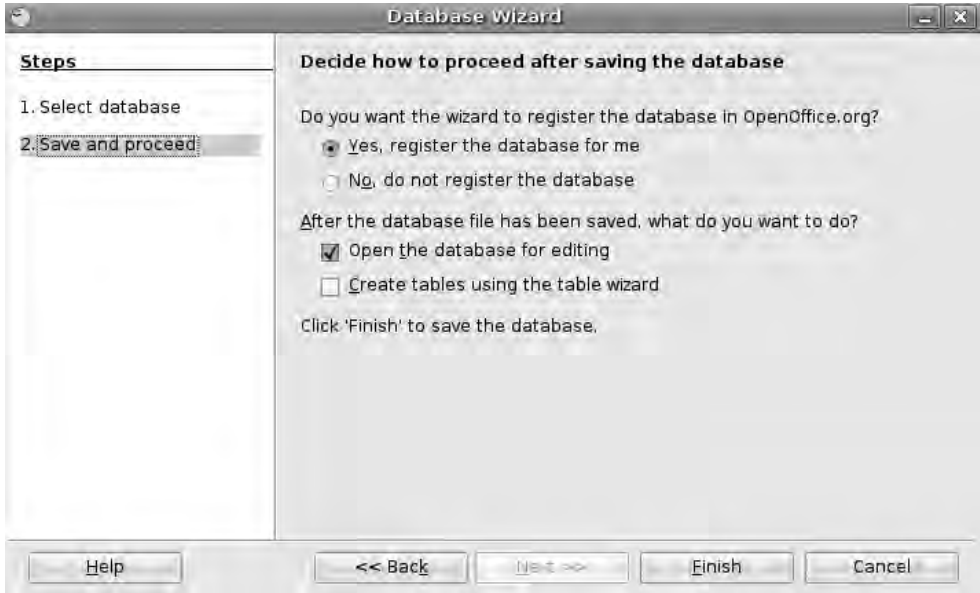 Database Wizard
Steps
1. Select database
2. Save and proceed
Decide how to proceed after saving the database
Do you want the wizard to register the database in OpenOffice.org?
Yes, register the database for me
No, do not register the database
After the database file has been saved, what do you want to do?
Open the database for editing
Create tables using the table wizard
Click 'Finish' to save the database.
Help
<< Back
Next >>
Finish
Cancel